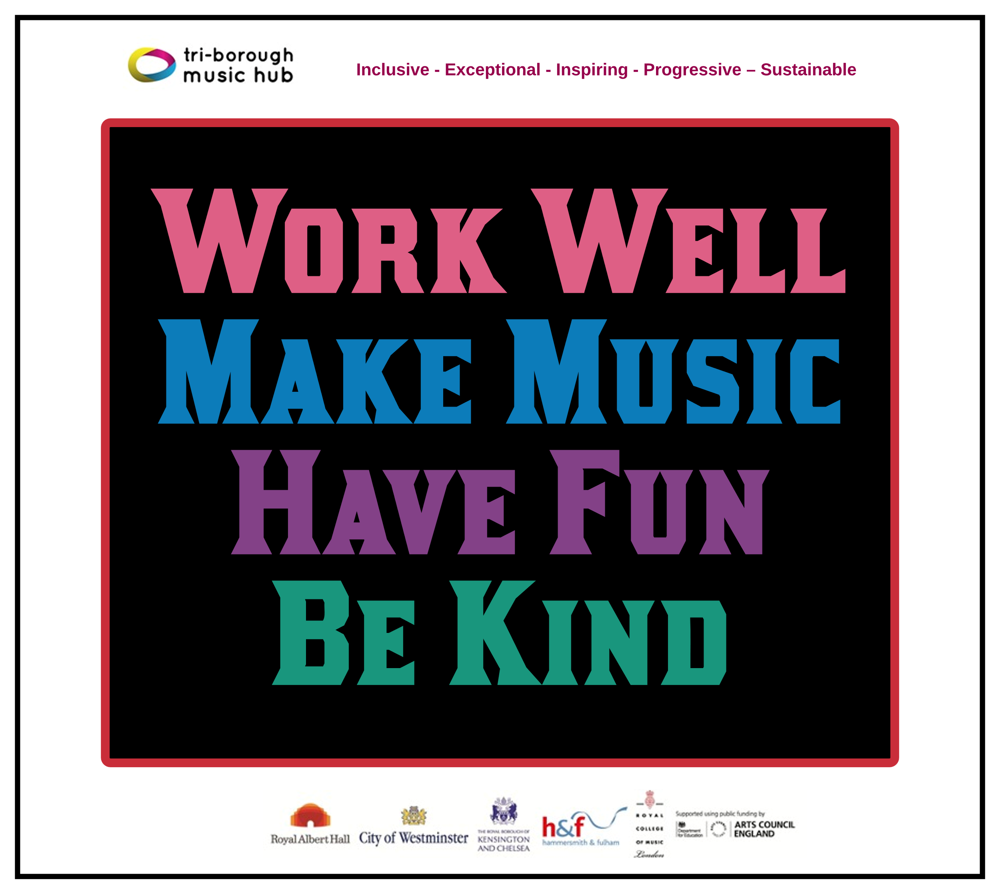 tri-borough
music hub
Inclusive - Exceptional - Inspiring - Progressive – Sustainable
WORK WELL
MAKE MUSIC
HAVE FUN
BE KIND
Royal Albert Hall
City of Westminster
THE ROYAL BOROUGH OF
KENSINGTON
AND CHELSEA
h&f
hammersmith & fulham
ROYAL
COLLEGE
OF MUSIC
London
Supported using public funding by
Department
for Education
ARTS COUNCIL
ENGLAND